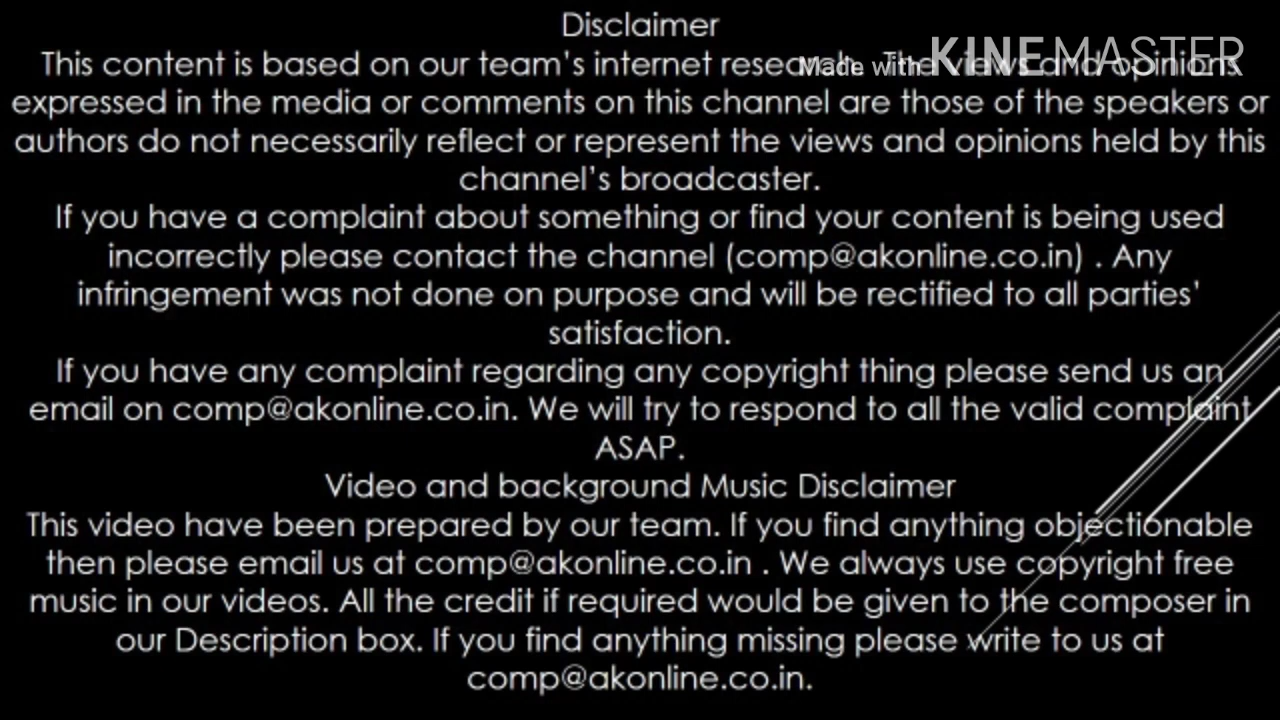 Disclaimer
This content is based on our team's internet research. The views and opinions
Made with KINEMASTER
expressed in the media or comments on this channel are those of the speakers or
authors do not necessarily reflect or represent the views and opinions held by this
channel's broadcaster.
If you have a complaint about something or find your content is being used
incorrectly please contact the channel (comp@akonline.co.in) . Any
infringement was not done on purpose and will be rectified to all parties'
satisfaction.
If you have any complaint regarding any copyright thing please send us an
email on comp@akonline.co.in. We will try to respond to all the valid complaint
ASAP.
Video and background Music Disclaimer
This video have been prepared by our team. If you find anything objectionable
then please email us at comp@akonline.co.in . We always use copyright free
music in our videos. All the credit if required would be given to the composer in
our Description box. If you find anything missing please write to us at
comp@akonline.co.in.